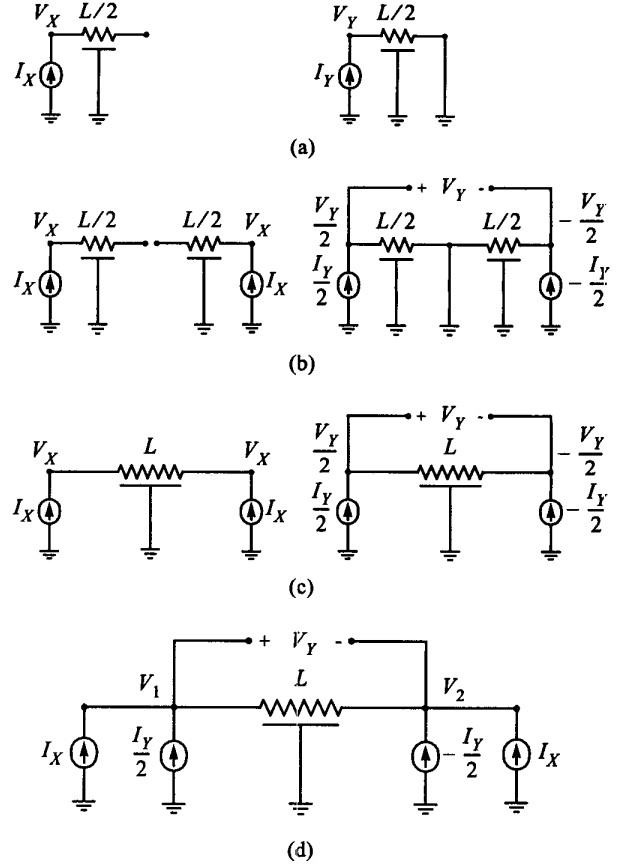 V_X L/2 V_Y L/2
I_X I_Y
(a)
+ V_Y -
V_X L/2 L/2 V_X V_Y/2 L/2 L/2 - V_Y/2
I_X I_X I_Y/2 - I_Y/2
(b)
+ V_Y -
V_X L V_X V_Y/2 L - V_Y/2
I_X I_X I_Y/2 - I_Y/2
(c)
+ V_Y -
V_1 L V_2
I_X I_Y/2 - I_Y/2 I_X
(d)